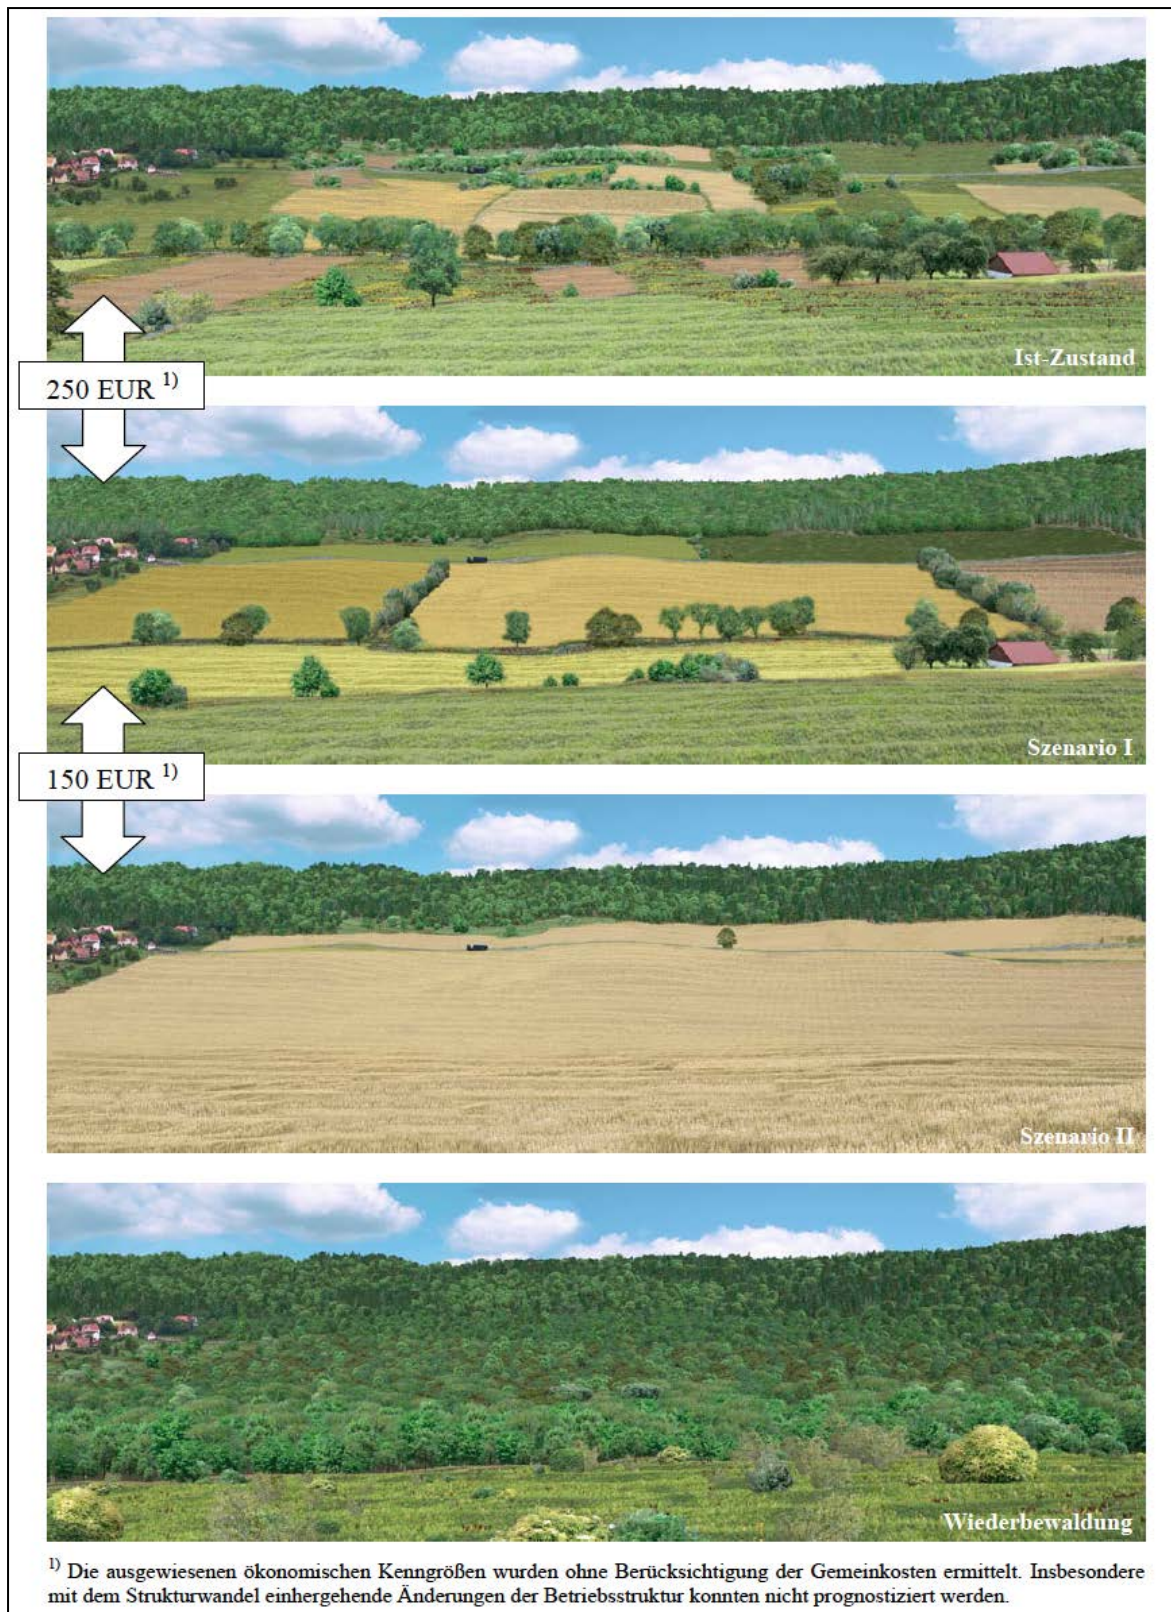 Ist-Zustand
250 EUR 1)
Szenario I
150 EUR 1)
Szenario II
Wiederbewaldung
1) Die ausgewiesenen ökonomischen Kenngrößen wurden ohne Berücksichtigung der Gemeinkosten ermittelt. Insbesondere
mit dem Strukturwandel einhergehende Änderungen der Betriebsstruktur konnten nicht prognostiziert werden.